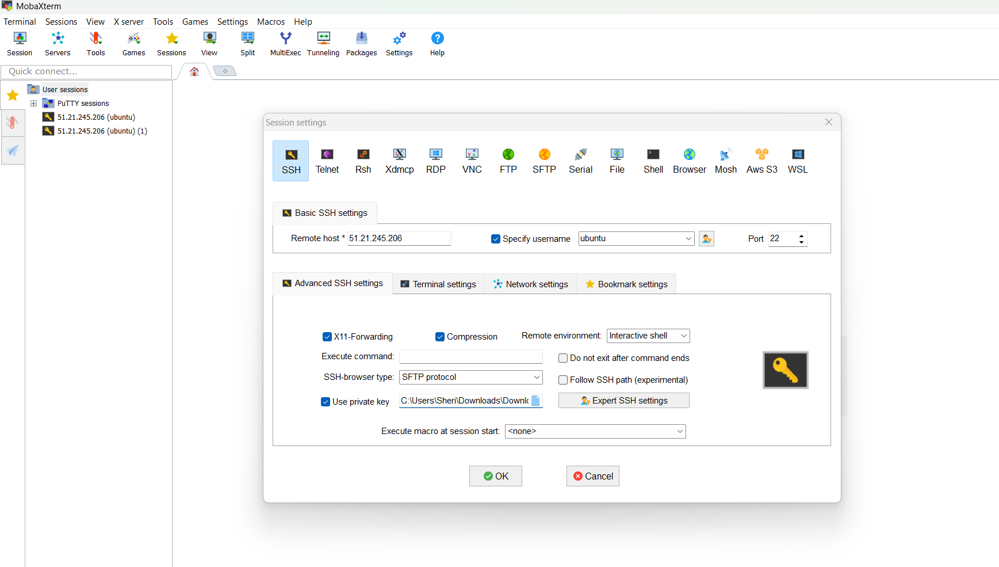 MobaXterm
Terminal Sessions View X server Tools Games Settings Macros Help
Session Servers Tools Games Sessions View Split MultiExec Tunneling Packages Settings Help
Quick connect...
User sessions
PuTTY sessions
51.21.245.206 (ubuntu)
51.21.245.206 (ubuntu) (1)
Session settings
SSH Telnet Rsh Xdmcp RDP VNC FTP SFTP Serial File Shell Browser Mosh Aws S3 WSL
Basic SSH settings
Remote host * 51.21.245.206 Specify username ubuntu Port 22
Advanced SSH settings Terminal settings Network settings Bookmark settings
X11-Forwarding Compression Remote environment: Interactive shell
Execute command: Do not exit after command ends
SSH-browser type: SFTP protocol Follow SSH path (experimental)
Use private key C:\Users\Sheri\Downloads\Downlo Expert SSH settings
Execute macro at session start: <none>
OK Cancel